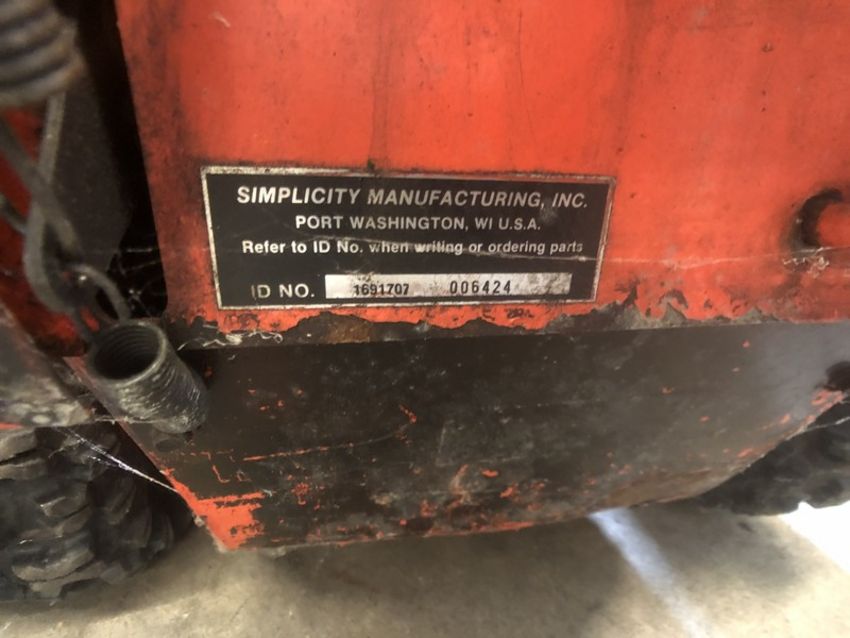 SIMPLICITY MANUFACTURING, INC.
PORT WASHINGTON, WI U.S.A.
Refer to ID No. when writing or ordering parts
ID NO. 1691707 006424